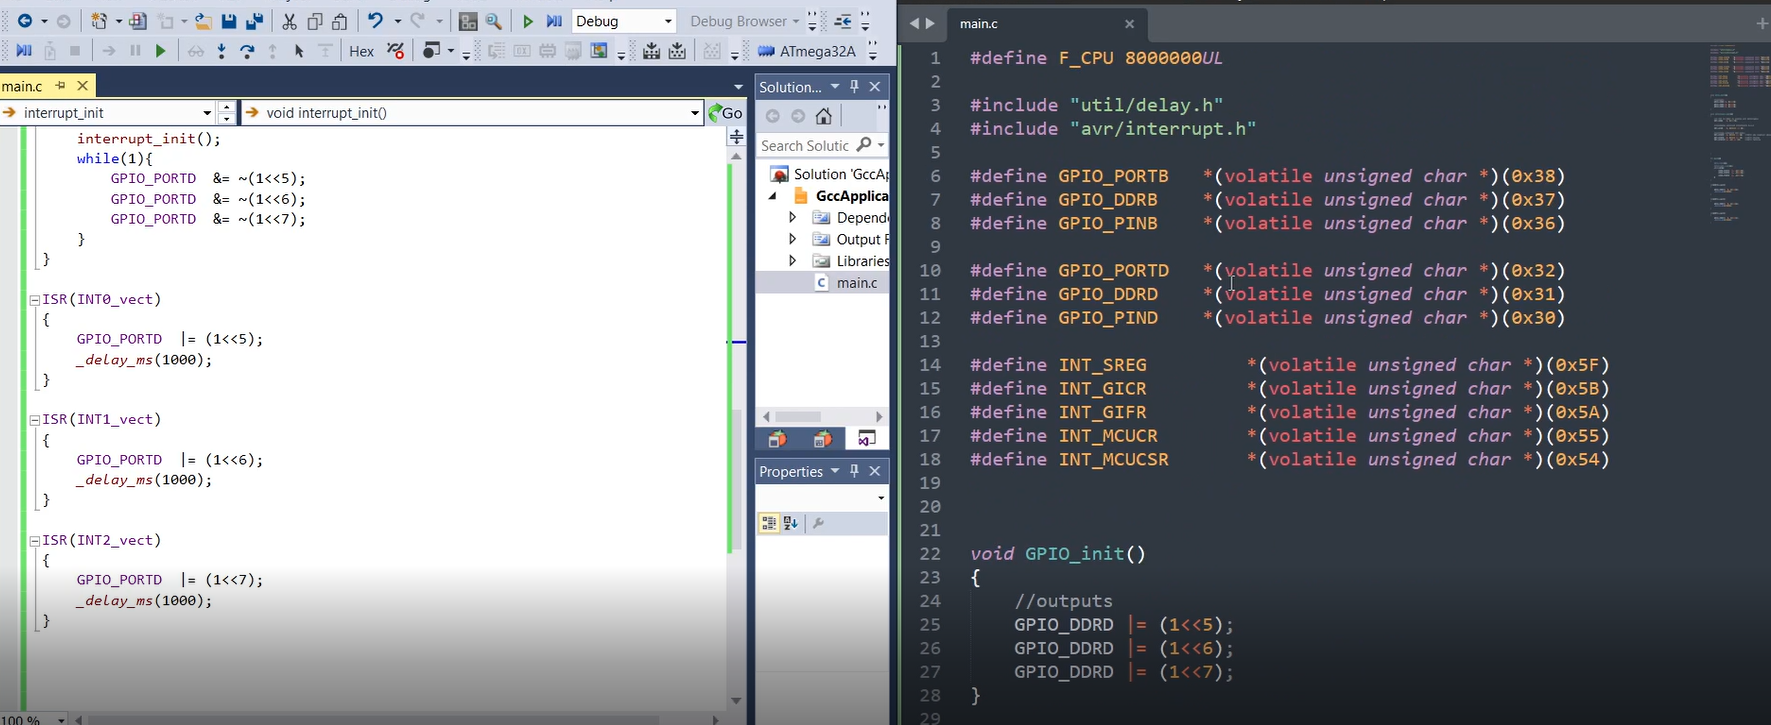 Debug
Debug Browser
Hex
ATmega32A
main.c
interrupt_init
void interrupt_init()
Go
interrupt_init();
while(1){
GPIO_PORTD &= ~(1<<5);
GPIO_PORTD &= ~(1<<6);
GPIO_PORTD &= ~(1<<7);
}
}
ISR(INT0_vect)
{
GPIO_PORTD |= (1<<5);
_delay_ms(1000);
}
ISR(INT1_vect)
{
GPIO_PORTD |= (1<<6);
_delay_ms(1000);
}
ISR(INT2_vect)
{
GPIO_PORTD |= (1<<7);
_delay_ms(1000);
}
100 %
Solution...
Search Solutic
Solution 'GccAp
GccApplica
Depend
Output F
Libraries
main.c
Properties
main.c
1 #define F_CPU 8000000UL
2
3 #include "util/delay.h"
4 #include "avr/interrupt.h"
5
6 #define GPIO_PORTB *(volatile unsigned char *)(0x38)
7 #define GPIO_DDRB *(volatile unsigned char *)(0x37)
8 #define GPIO_PINB *(volatile unsigned char *)(0x36)
9
10 #define GPIO_PORTD *(volatile unsigned char *)(0x32)
11 #define GPIO_DDRD *(volatile unsigned char *)(0x31)
12 #define GPIO_PIND *(volatile unsigned char *)(0x30)
13
14 #define INT_SREG *(volatile unsigned char *)(0x5F)
15 #define INT_GICR *(volatile unsigned char *)(0x5B)
16 #define INT_GIFR *(volatile unsigned char *)(0x5A)
17 #define INT_MCUCR *(volatile unsigned char *)(0x55)
18 #define INT_MCUCSR *(volatile unsigned char *)(0x54)
19
20
21
22 void GPIO_init()
23 {
24 //outputs
25 GPIO_DDRD |= (1<<5);
26 GPIO_DDRD |= (1<<6);
27 GPIO_DDRD |= (1<<7);
28 }
29